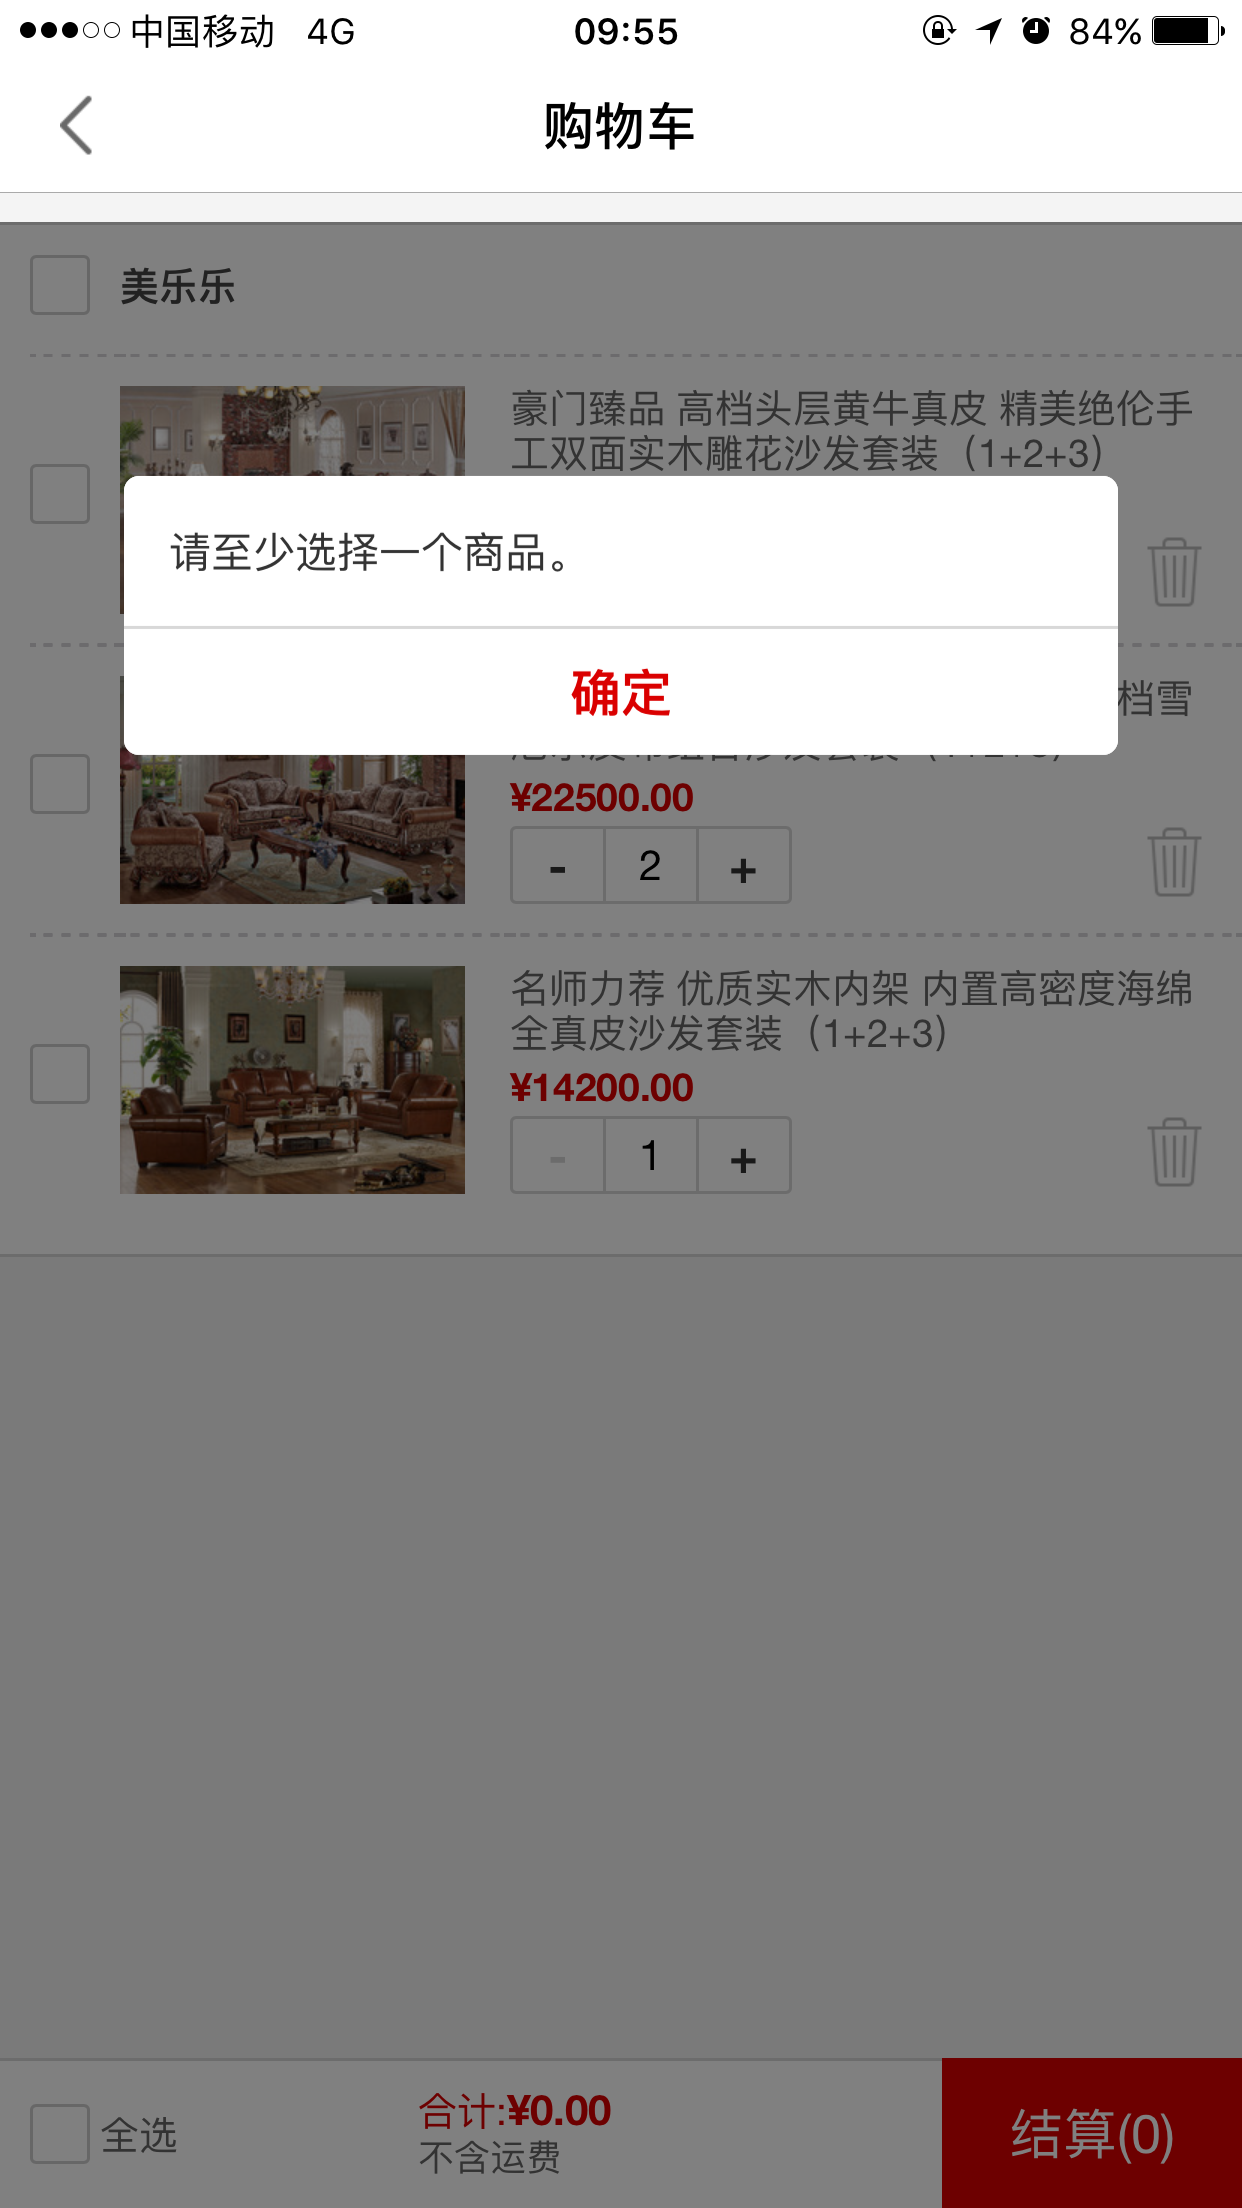 中国移动 4G 09:55 84%
购物车
美乐乐
豪门臻品 高档头层黄牛真皮 精美绝伦手
工双面实木雕花沙发套装（1+2+3）
请至少选择一个商品。
确定
档雪
¥22500.00
- 2 +
名师力荐 优质实木内架 内置高密度海绵
全真皮沙发套装（1+2+3）
¥14200.00
- 1 +
全选
合计:¥0.00
不含运费
结算(0)